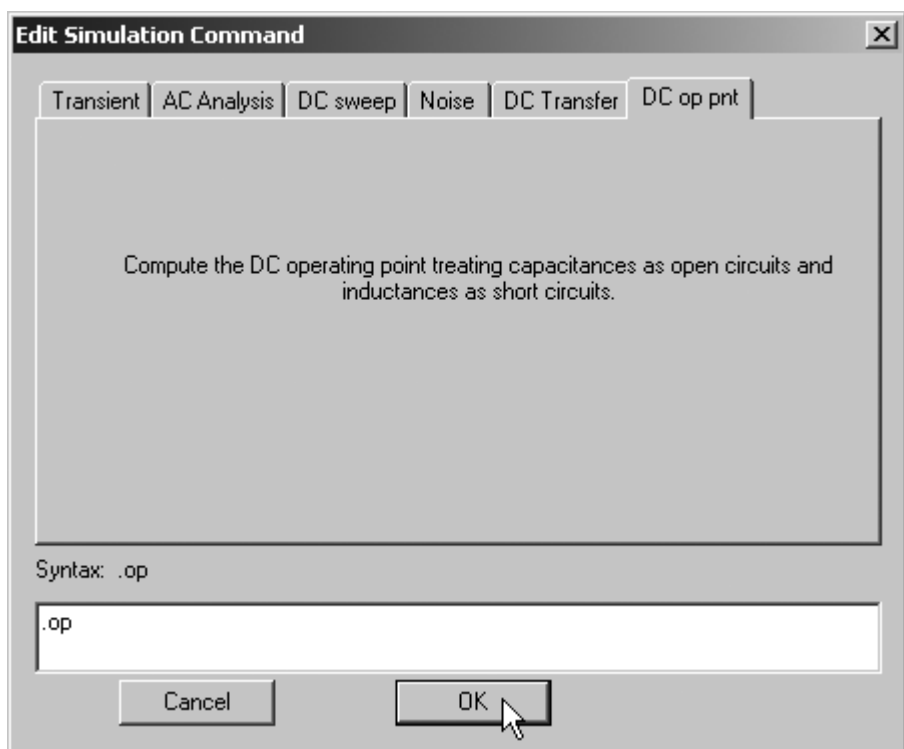 Edit Simulation Command
Transient AC Analysis DC sweep Noise DC Transfer DC op pnt
Compute the DC operating point treating capacitances as open circuits and
inductances as short circuits.
Syntax: .op
.op
Cancel OK